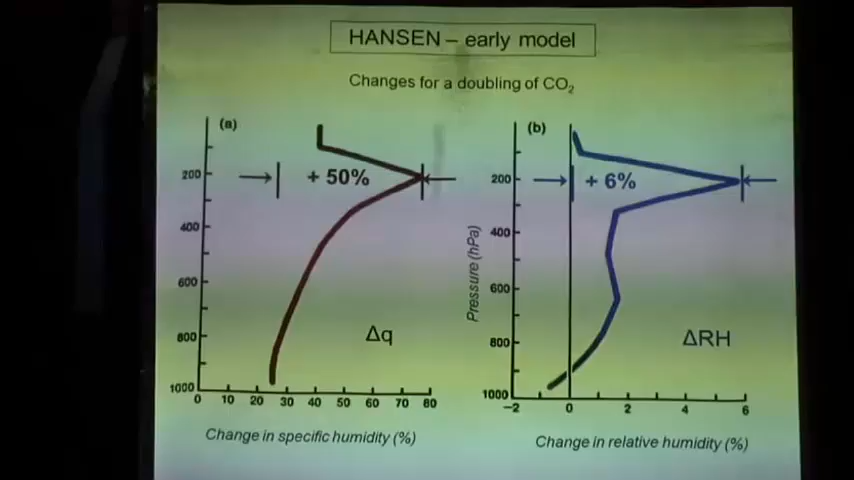 HANSEN – early model
Changes for a doubling of CO₂
(a)
200
400
600
800
1000
0 10 20 30 40 50 60 70 80
+ 50%
Δq
Change in specific humidity (%)
(b)
Pressure (hPa)
200
400
600
800
1000
−2 0 2 4 6
+ 6%
ΔRH
Change in relative humidity (%)